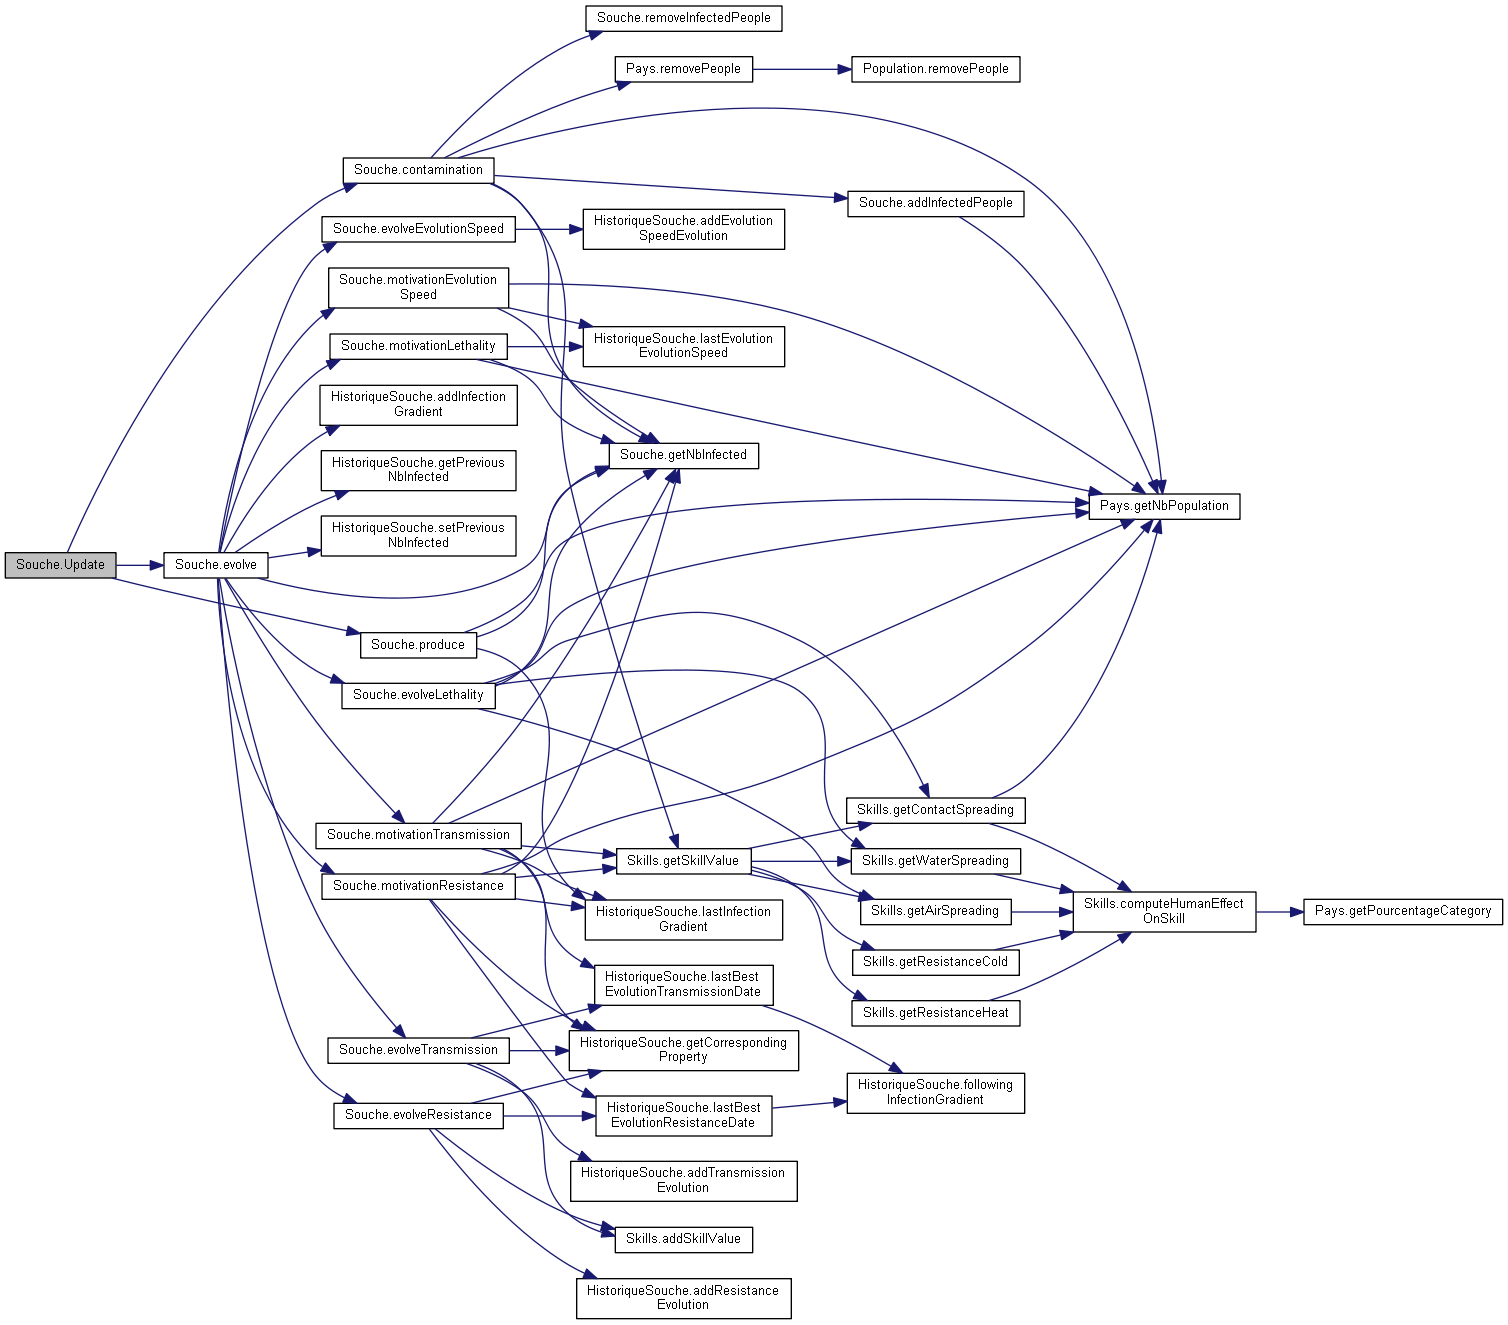 Souche.removeInfectedPeople
Pays.removePeople
Population.removePeople
Souche.contamination
Souche.addInfectedPeople
Souche.evolveEvolutionSpeed
HistoriqueSouche.addEvolution
SpeedEvolution
Souche.motivationEvolution
Speed
Souche.motivationLethality
HistoriqueSouche.lastEvolution
EvolutionSpeed
HistoriqueSouche.addInfection
Gradient
Souche.getNbInfected
HistoriqueSouche.getPrevious
NbInfected
Pays.getNbPopulation
HistoriqueSouche.setPrevious
NbInfected
Souche.Update
Souche.evolve
Souche.produce
Souche.evolveLethality
Skills.getContactSpreading
Souche.motivationTransmission
Skills.getSkillValue
Skills.getWaterSpreading
Souche.motivationResistance
HistoriqueSouche.lastInfection
Gradient
Skills.getAirSpreading
Skills.computeHumanEffect
OnSkill
Pays.getPourcentageCategory
Skills.getResistanceCold
HistoriqueSouche.lastBest
EvolutionTransmissionDate
Skills.getResistanceHeat
Souche.evolveTransmission
HistoriqueSouche.getCorresponding
Property
HistoriqueSouche.following
InfectionGradient
Souche.evolveResistance
HistoriqueSouche.lastBest
EvolutionResistanceDate
HistoriqueSouche.addTransmission
Evolution
Skills.addSkillValue
HistoriqueSouche.addResistance
Evolution